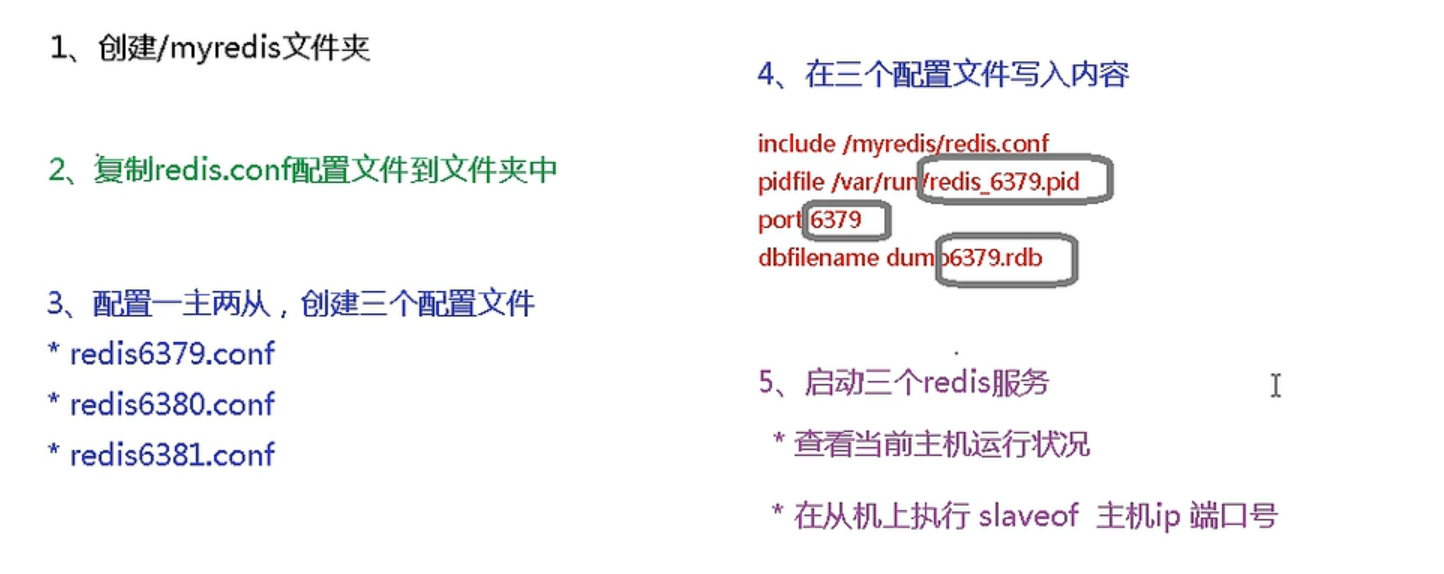 1、创建/myredis文件夹
2、复制redis.conf配置文件到文件夹中
3、配置一主两从，创建三个配置文件
* redis6379.conf
* redis6380.conf
* redis6381.conf
4、在三个配置文件写入内容
include /myredis/redis.conf
pidfile /var/run/redis_6379.pid
port 6379
dbfilename dump6379.rdb
5、启动三个redis服务
* 查看当前主机运行状况
* 在从机上执行 slaveof 主机ip 端口号